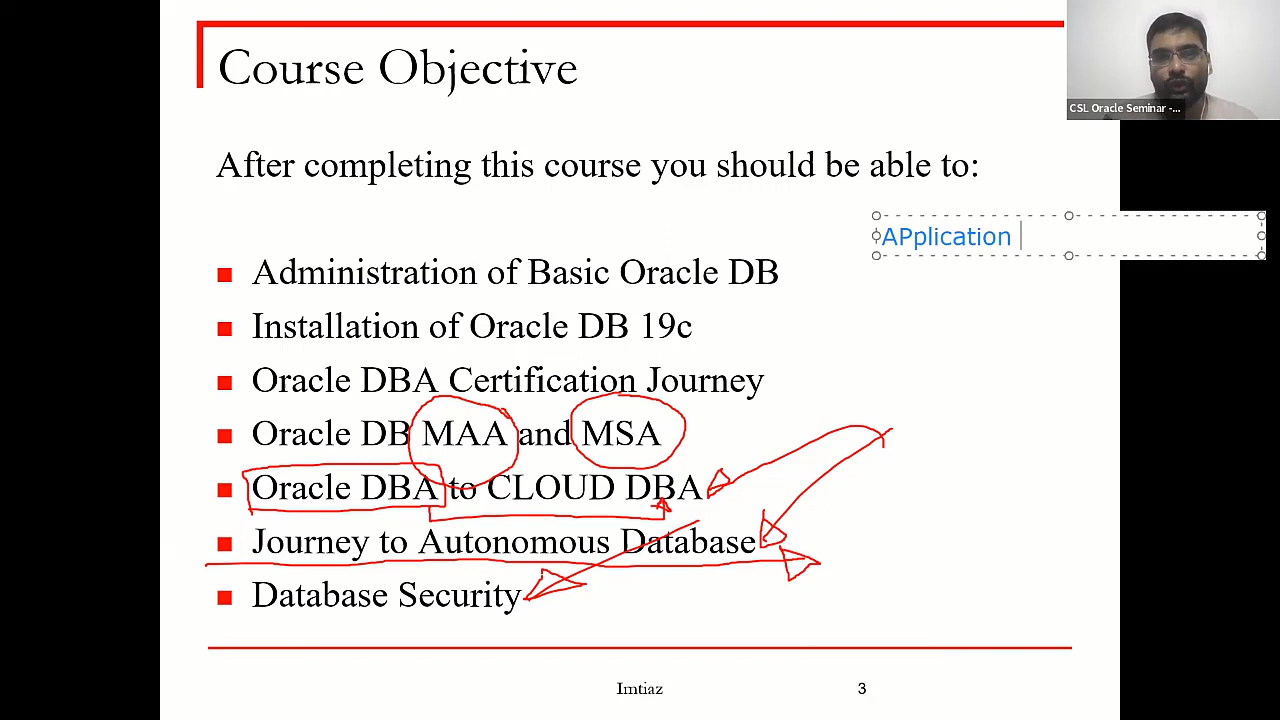 Course Objective
CSL Oracle Seminar -...
After completing this course you should be able to:
APplication
Administration of Basic Oracle DB
Installation of Oracle DB 19c
Oracle DBA Certification Journey
Oracle DB MAA and MSA
Oracle DBA to CLOUD DBA
Journey to Autonomous Database
Database Security
Imtiaz 3